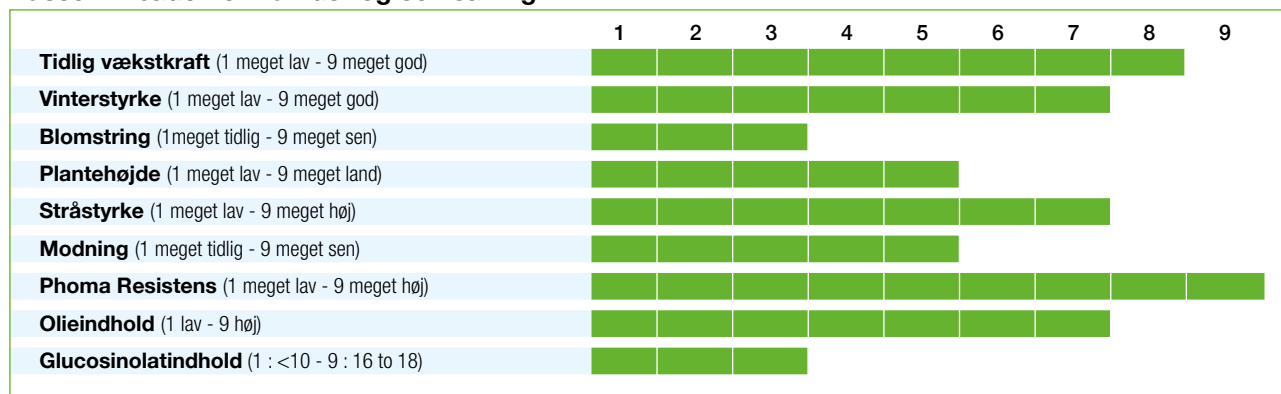 1 2 3 4 5 6 7 8 9
Tidlig vækstkraft (1 meget lav - 9 meget god)
Vinterstyrke (1 meget lav - 9 meget god)
Blomstring (1meget tidlig - 9 meget sen)
Plantehøjde (1 meget lav - 9 meget land)
Stråstyrke (1 meget lav - 9 meget høj)
Modning (1 meget tidlig - 9 meget sen)
Phoma Resistens (1 meget lav - 9 meget høj)
Olieindhold (1 lav - 9 høj)
Glucosinolatindhold (1 : <10 - 9 : 16 to 18)